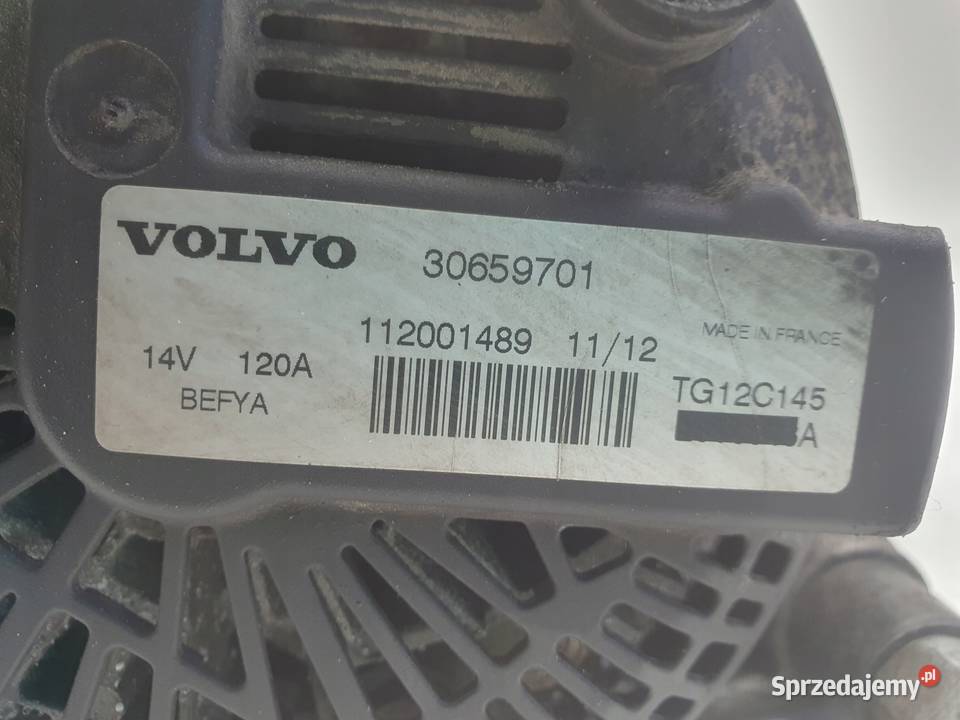 VOLVO 30659701
112001489 11/12 MADE IN FRANCE
14V 120A TG12C145
BEFYA A
Sprzedajemy.pl